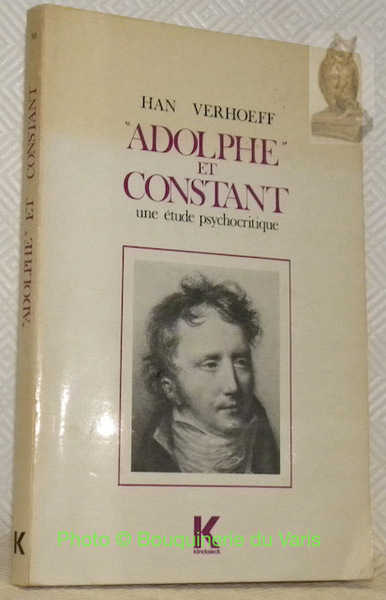 HAN VERHOEFF
"ADOLPHE"
ET
CONSTANT
une étude psychocritique
K
klincksieck
"ADOLPHE" ET CONSTANT
K
Photo © Bouquinerie du Varis